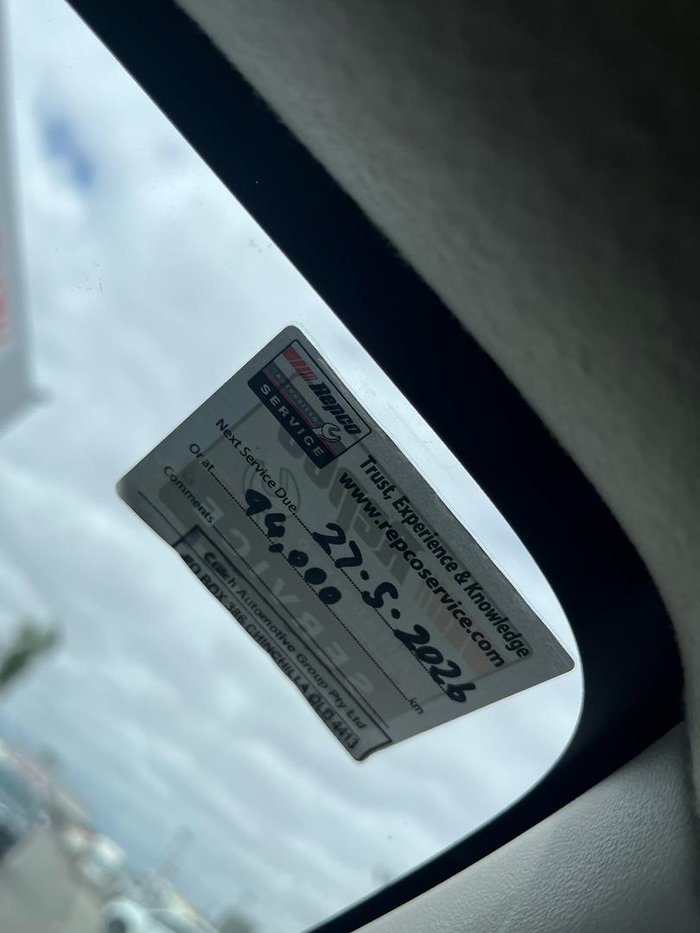 Repco
AUTHORISED
SERVICE
Trust, Experience & Knowledge
www.repcoservice.com
Next Service Due 27.5.2026
Or at 94,000 km
Comments
Automotive Group Pty Ltd
PO BOX 386 CHINCHILLA QLD 4413